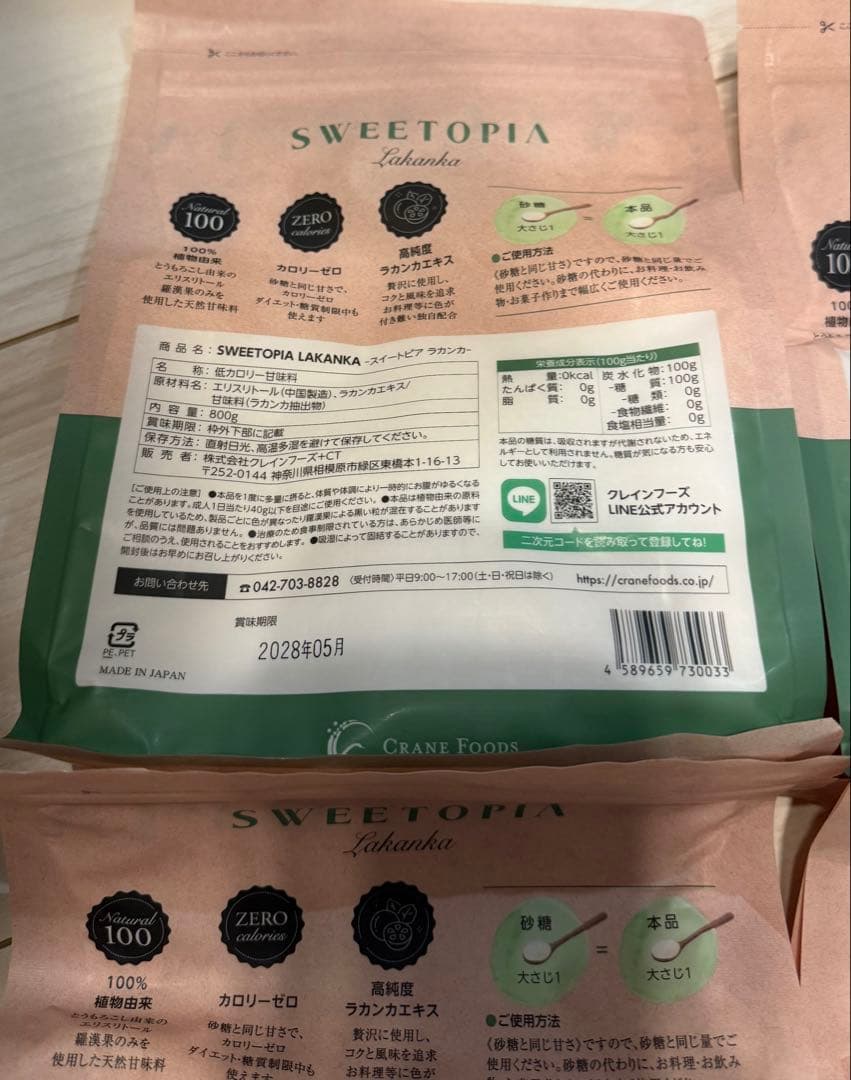 SWEETOPIA
Lakanka
Natural
100
100%
植物由来
とうもろこし由来の
エリスリトール
羅漢果のみを
使用した天然甘味料
ZERO
calories
カロリーゼロ
砂糖と同じ甘さで、
カロリーゼロ
ダイエット・糖質制限中も
使えます
高純度
ラカンカエキス
贅沢に使用し、
コクと風味を追求
お料理等に色が
付き難い独自配合
砂糖
大さじ1
=
本品
大さじ1
●ご使用方法
《砂糖と同じ甘さ》ですので、砂糖と同じ量でご
使用ください。砂糖の代わりに、お料理・お飲み
物・お菓子作りまで幅広くご使用ください。
商品名:SWEETOPIA LAKANKA -スイートピア ラカンカ-
名称:低カロリー甘味料
原材料名:エリスリトール(中国製造)、ラカンカエキス/
甘味料(ラカンカ抽出物)
内容量:800g
賞味期限:枠外下部に記載
保存方法:直射日光、高温多湿を避けて保存してください。
販売者:株式会社クレインフーズ+CT
〒252-0144 神奈川県相模原市緑区東橋本1-16-13
栄養成分表示(100g当たり)
熱量:0kcal
たんぱく質:0g
脂質:0g
炭水化物:100g
-糖質:100g
-糖類:0g
-食物繊維:0g
食塩相当量:0g
本品の糖質は、吸収されますが代謝されないため、エネ
ルギーとして利用されません。糖質が気になる方も安心
してお使いいただけます。
[ご使用上の注意] ●本品を1度に多量に摂ると、体質や体調により一時的にお腹がゆるくなる
ことがあります。成人1日当たり40g以下を目途にご使用ください。 ●本品は植物由来の原料
を使用しているため、製品ごとに色が異なったり羅漢果による黒い粒が混在することがあります
が、品質には問題ありません。 ●治療のため食事制限されている方は、あらかじめ医師等に
ご相談のうえ、使用されることをおすすめします。 ●吸湿によって固結することがありますので、
開封後はお早めにお召し上がりください。
LINE
クレインフーズ
LINE公式アカウント
二次元コードを読み取って登録してね!
お問い合わせ先
☎042-703-8828 〈受付時間〉平日9:00〜17:00(土・日・祝日は除く)
https://cranefoods.co.jp/
プラ
PE、PET
MADE IN JAPAN
賞味期限
2028年05月
4 589659 730033
CRANE FOODS
SWEETOPIA
Lakanka
Natural
100
100%
植物由来
とうもろこし由来の
エリスリトール
羅漢果のみを
使用した天然甘味料
ZERO
calories
カロリーゼロ
砂糖と同じ甘さで、
カロリーゼロ
ダイエット・糖質制限中も
使えます
高純度
ラカンカエキス
贅沢に使用し、
コクと風味を追求
お料理等に色が
砂糖
大さじ1
=
本品
大さじ1
●ご使用方法
《砂糖と同じ甘さ》ですので、砂糖と同じ量でご
使用ください。砂糖の代わりに、お料理・お飲み